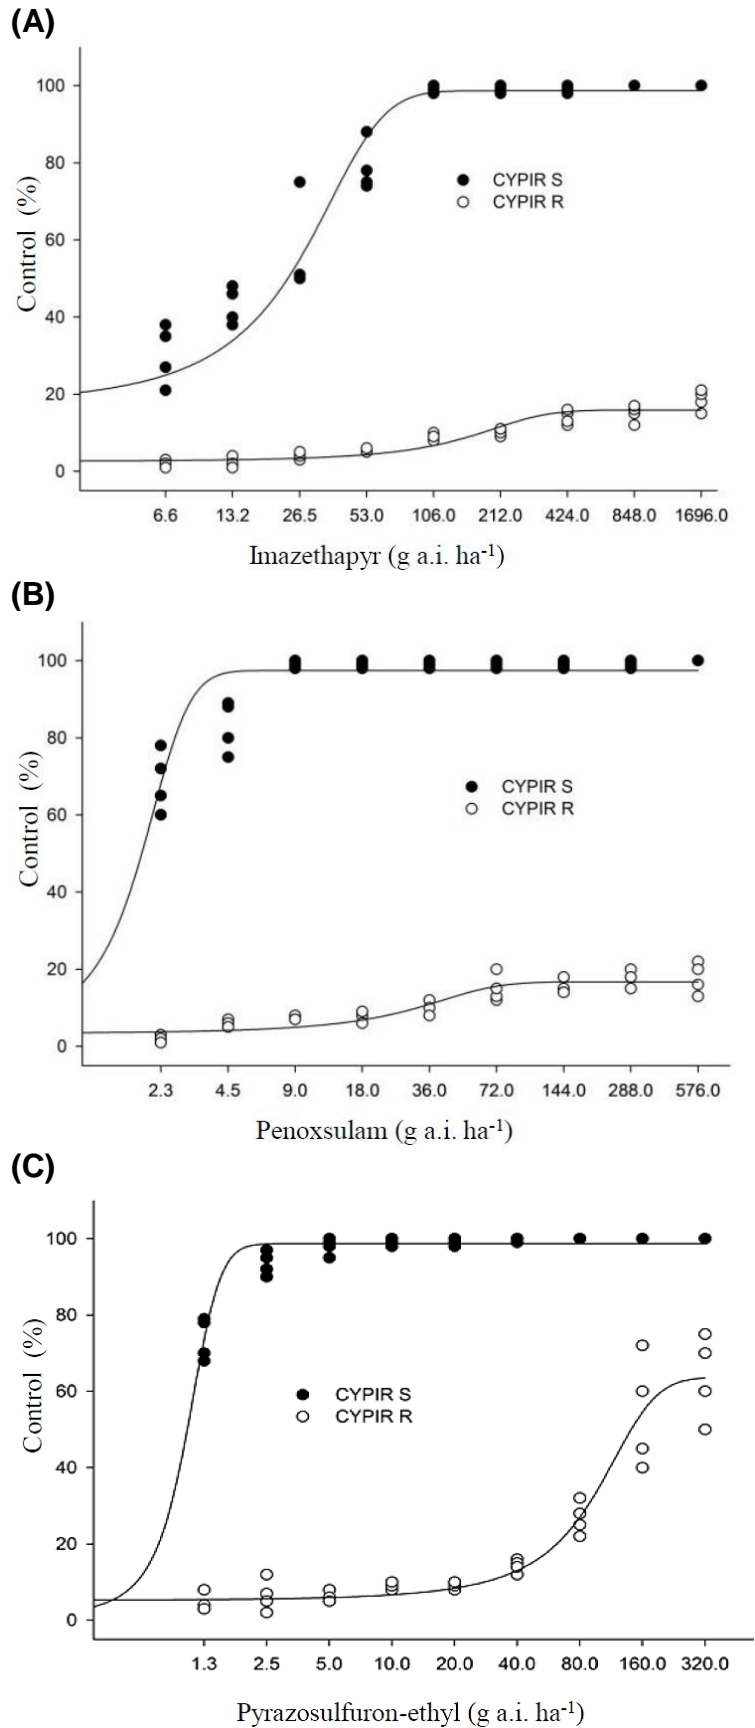 (A)
100
80
60
40
20
0
Control (%)
CYPIR S
CYPIR R
6.6 13.2 26.5 53.0 106.0 212.0 424.0 848.0 1696.0
Imazethapyr (g a.i. ha-1)
(B)
100
80
60
40
20
0
Control (%)
CYPIR S
CYPIR R
2.3 4.5 9.0 18.0 36.0 72.0 144.0 288.0 576.0
Penoxsulam (g a.i. ha-1)
(C)
100
80
60
40
20
0
Control (%)
CYPIR S
CYPIR R
1.3 2.5 5.0 10.0 20.0 40.0 80.0 160.0 320.0
Pyrazosulfuron-ethyl (g a.i. ha-1)